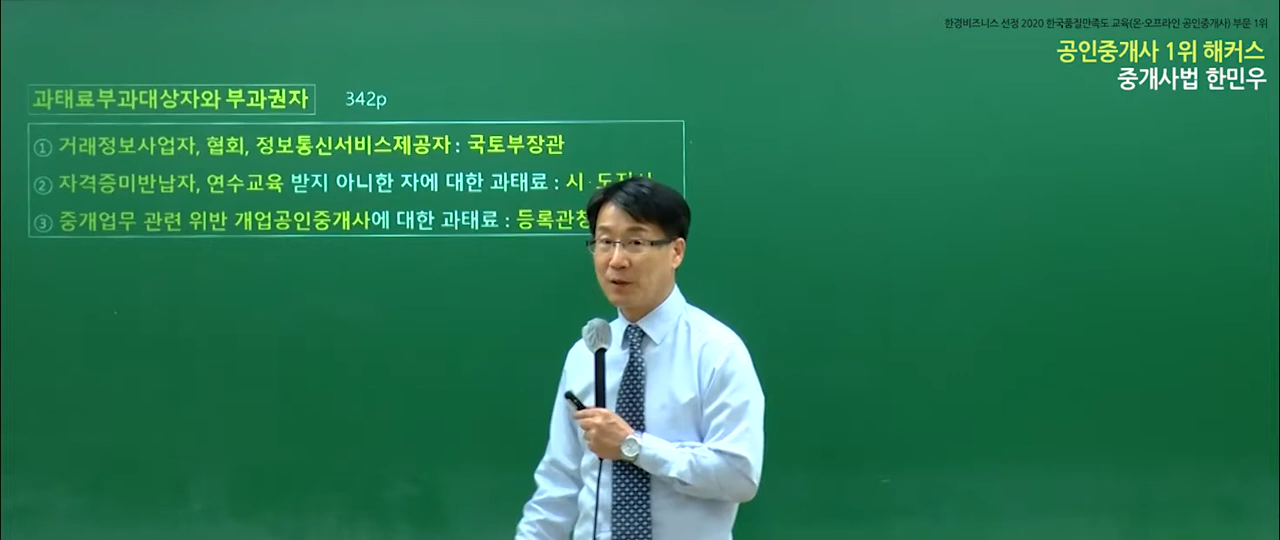 한경비즈니스 선정 2020 한국품질만족도 교육(온·오프라인 공인중개사) 부문 1위
공인중개사 1위 해커스
중개사법 한민우
과태료부과대상자와 부과권자 342p
① 거래정보사업자, 협회, 정보통신서비스제공자 : 국토부장관
② 자격증미반납자, 연수교육 받지 아니한 자에 대한 과태료 : 시·도지사
③ 중개업무 관련 위반 개업공인중개사에 대한 과태료 : 등록관청